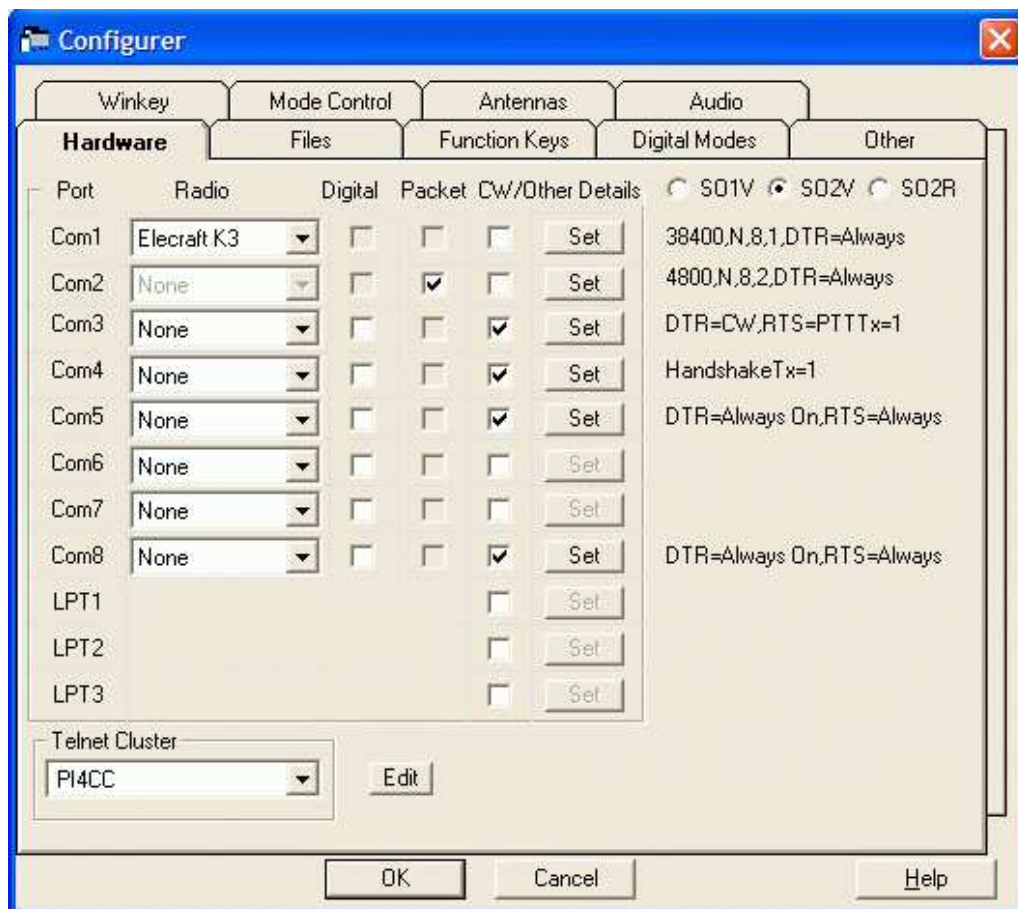 Configurer
Winkey Mode Control Antennas Audio
Hardware Files Function Keys Digital Modes Other
Port Radio Digital Packet CW/Other Details SO1V SO2V SO2R
Com1 Elecraft K3 Set 38400,N,8,1,DTR=Always
Com2 None Set 4800,N,8,2,DTR=Always
Com3 None Set DTR=CW,RTS=PTTTx=1
Com4 None Set HandshakeTx=1
Com5 None Set DTR=Always On,RTS=Always
Com6 None Set
Com7 None Set
Com8 None Set DTR=Always On,RTS=Always
LPT1 Set
LPT2 Set
LPT3 Set
Telnet Cluster
PI4CC Edit
OK Cancel Help